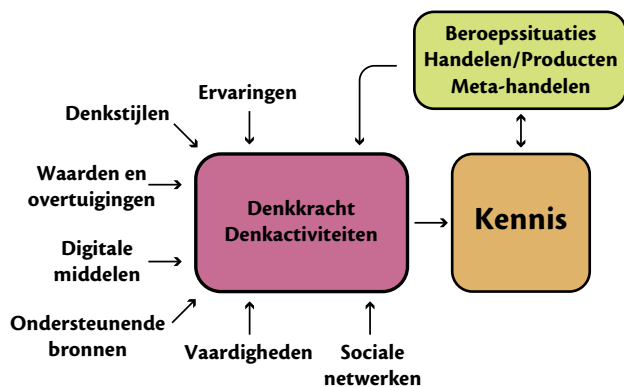 Beroepssituaties
Handelen/Producten
Meta-handelen
Ervaringen
Denkstijlen
Waarden en
overtuigingen
Denkkracht
Denkactiviteiten
Kennis
Digitale
middelen
Ondersteunende
bronnen
Vaardigheden
Sociale
netwerken